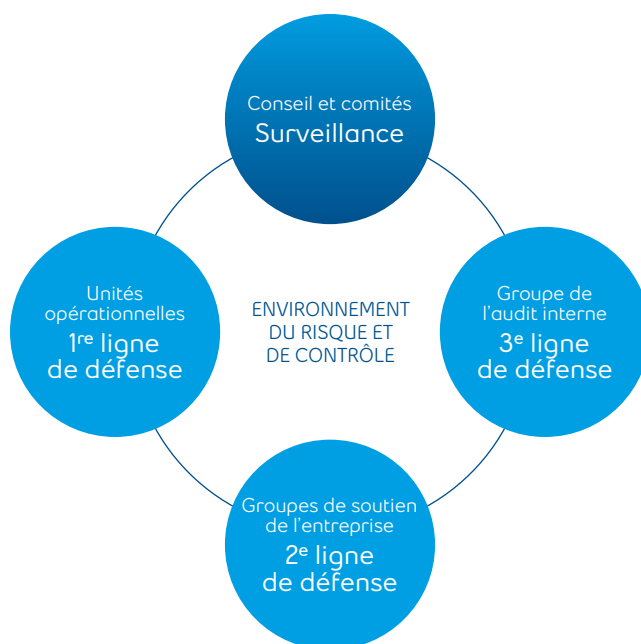 Conseil et comités
Surveillance
Unités
opérationnelles
1re ligne
de défense
ENVIRONNEMENT
DU RISQUE ET
DE CONTRÔLE
Groupe de
l'audit interne
3e ligne
de défense
Groupes de soutien
de l'entreprise
2e ligne
de défense